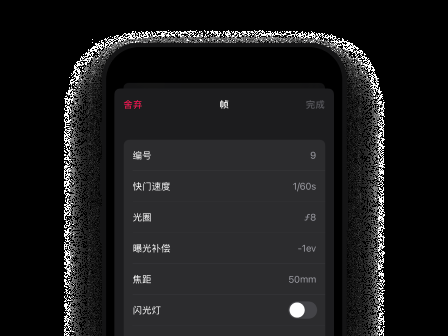 舍弃 帧 完成
编号 9
快门速度 1/60s
光圈 ƒ8
曝光补偿 -1ev
焦距 50mm
闪光灯